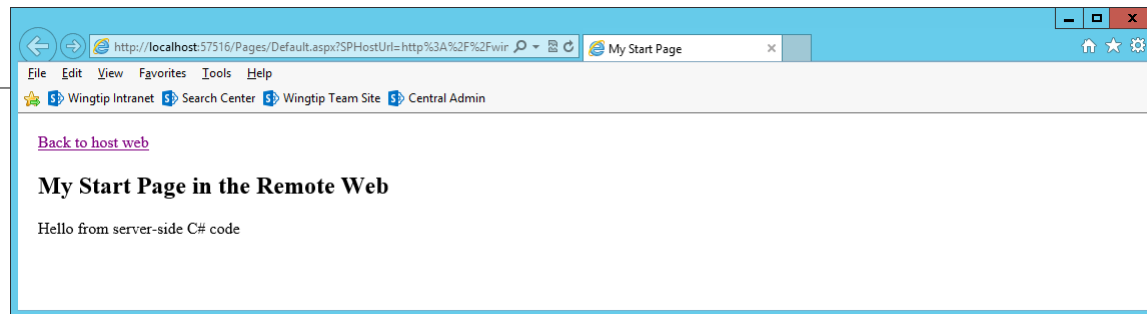 http://localhost:57516/Pages/Default.aspx?SPHostUrl=http%3A%2F%2Fwir
My Start Page
File Edit View Favorites Tools Help
Wingtip Intranet Search Center Wingtip Team Site Central Admin
Back to host web
My Start Page in the Remote Web
Hello from server-side C# code